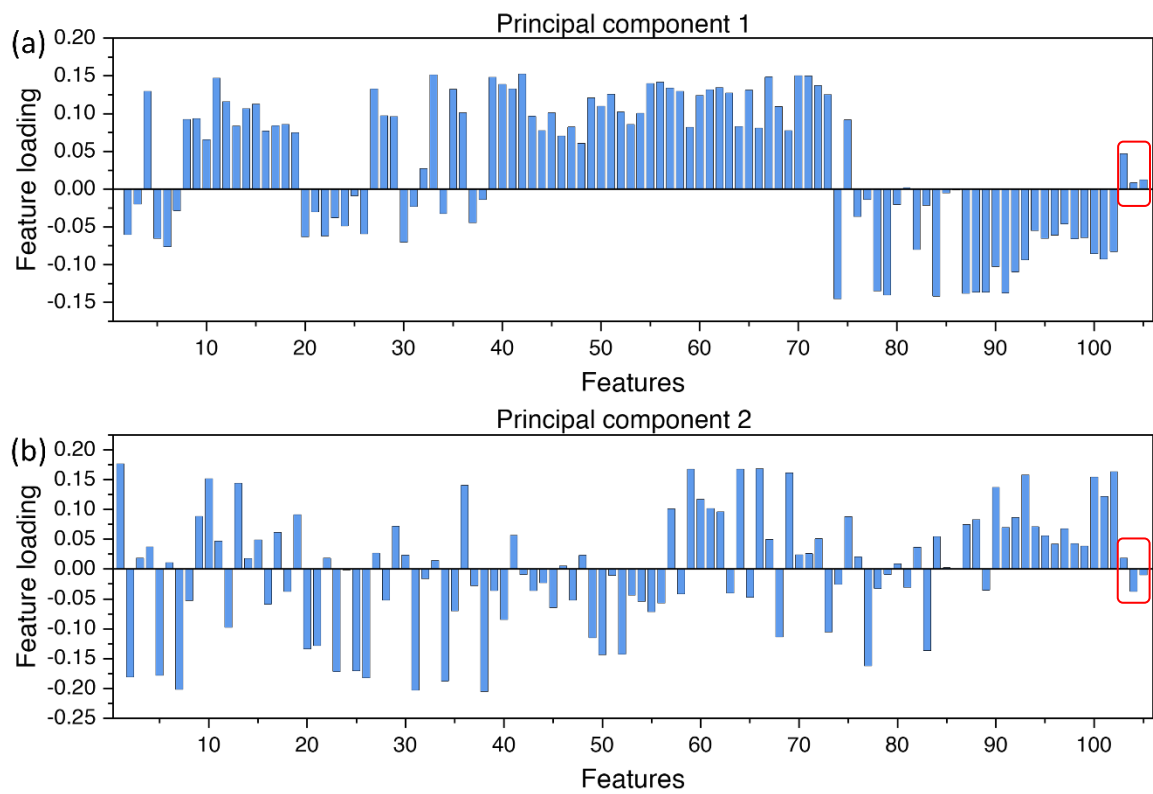 Principal component 1
(a)
0.20
0.15
0.10
0.05
0.00
-0.05
-0.10
-0.15
Feature loading
10 20 30 40 50 60 70 80 90 100
Features
Principal component 2
(b)
0.20
0.15
0.10
0.05
0.00
-0.05
-0.10
-0.15
-0.20
-0.25
Feature loading
10 20 30 40 50 60 70 80 90 100
Features